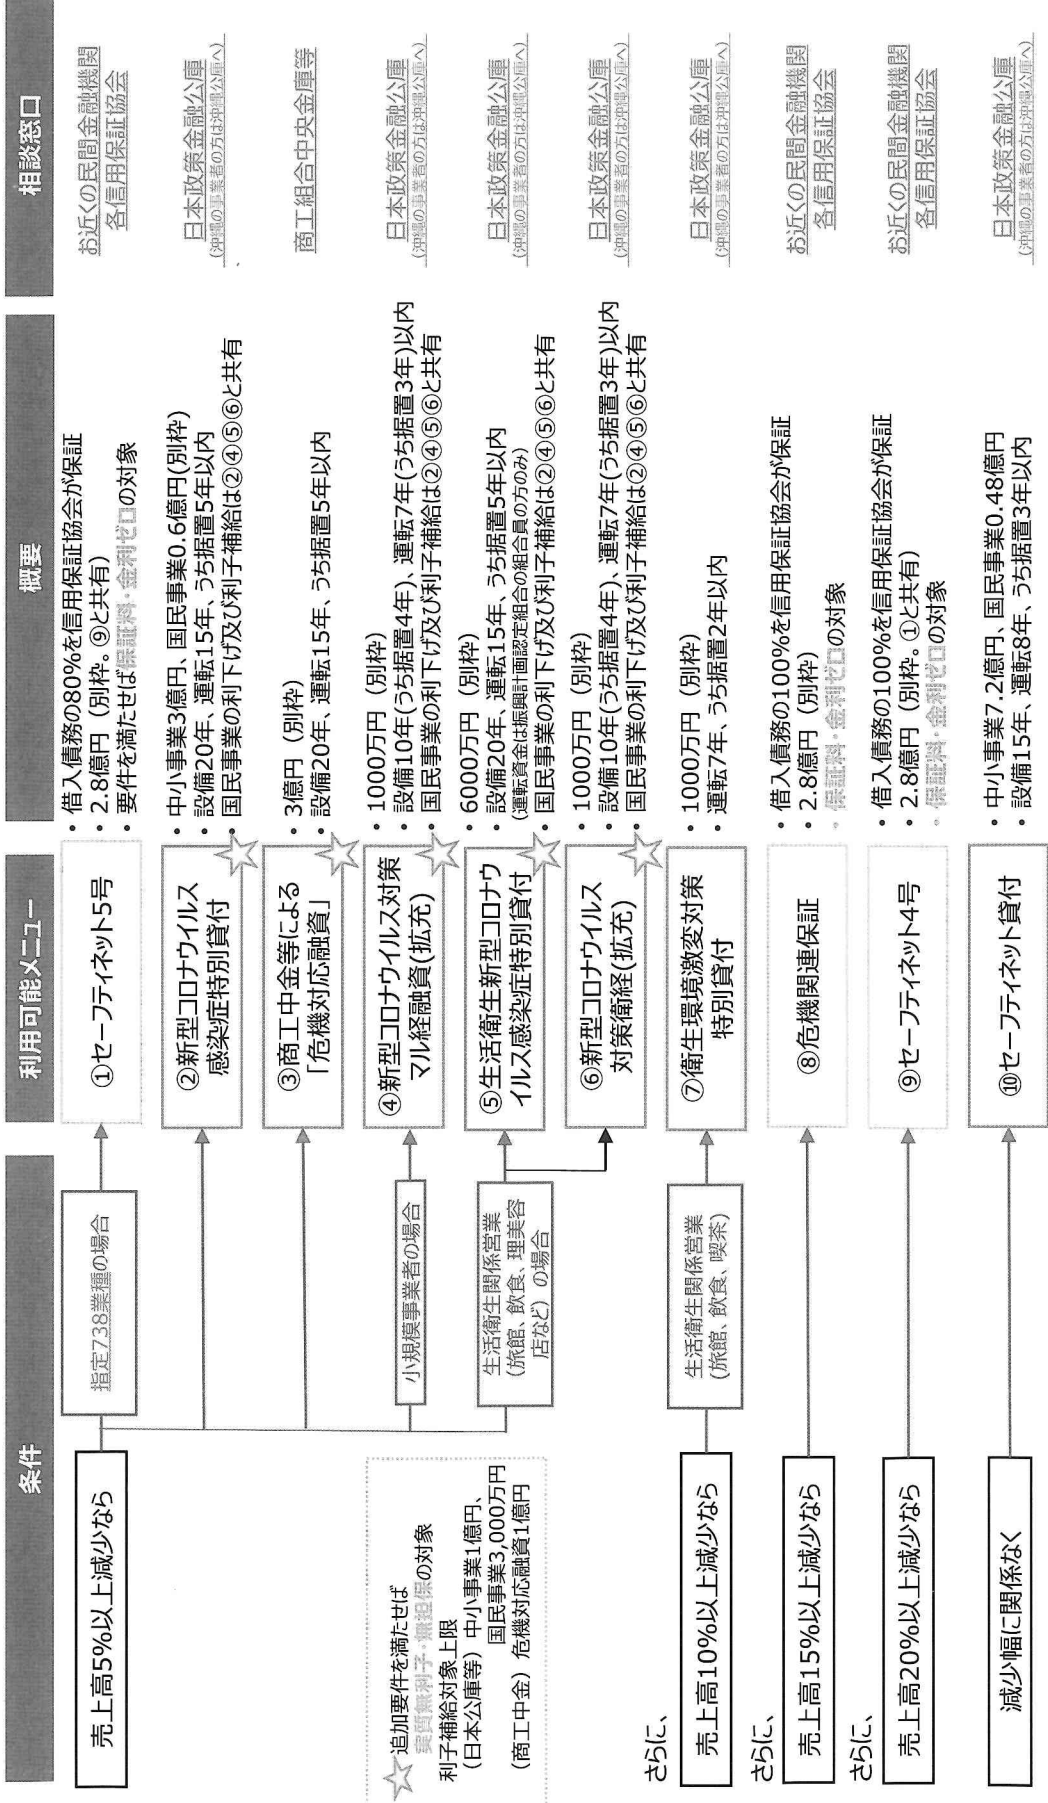 条件
利用可能メニュー
概要
相談窓口
売上高5%以上減少なら
指定738業種の場合
①セーフティネット5号
・借入債務の80%を信用保証協会が保証
・2.8億円（別枠。⑨と共有）
・要件を満たせば保証料・金利ゼロの対象
お近くの民間金融機関
各信用保証協会
②新型コロナウイルス
感染症特別貸付
・中小事業3億円、国民事業0.6億円(別枠)
・設備20年、運転15年、うち据置5年以内
・国民事業の利下げ及び利子補給は②④⑤⑥と共有
日本政策金融公庫
(沖縄の事業者の方は沖縄公庫へ)
③商工中金等による
「危機対応融資」
・3億円（別枠）
・設備20年、運転15年、うち据置5年以内
商工組合中央金庫等
小規模事業者の場合
④新型コロナウイルス対策
マル経融資(拡充)
・1000万円（別枠）
・設備10年(うち据置4年)、運転7年(うち据置3年)以内
・国民事業の利下げ及び利子補給は②④⑤⑥と共有
日本政策金融公庫
(沖縄の事業者の方は沖縄公庫へ)
生活衛生関係営業
(旅館、飲食、理美容
店など）の場合
⑤生活衛生新型コロナウ
イルス感染症特別貸付
・6000万円（別枠）
・設備20年、運転15年、うち据置5年以内
(運転資金は振興計画認定組合の組合員の方のみ)
・国民事業の利下げ及び利子補給は②④⑤⑥と共有
日本政策金融公庫
(沖縄の事業者の方は沖縄公庫へ)
⑥新型コロナウイルス
対策衛経(拡充)
・1000万円（別枠）
・設備10年(うち据置4年)、運転7年(うち据置3年)以内
・国民事業の利下げ及び利子補給は②④⑤⑥と共有
日本政策金融公庫
(沖縄の事業者の方は沖縄公庫へ)
追加要件を満たせば
実質無利子・無担保の対象
利子補給対象上限
(日本公庫等）中小事業1億円、
国民事業3,000万円
(商工中金）危機対応融資1億円
さらに、
売上高10%以上減少なら
生活衛生関係営業
(旅館、飲食、喫茶)
⑦衛生環境激変対策
特別貸付
・1000万円（別枠）
・運転7年、うち据置2年以内
日本政策金融公庫
(沖縄の事業者の方は沖縄公庫へ)
さらに、
売上高15%以上減少なら
⑧危機関連保証
・借入債務の100%を信用保証協会が保証
・2.8億円（別枠）
・保証料・金利ゼロの対象
お近くの民間金融機関
各信用保証協会
さらに、
売上高20%以上減少なら
⑨セーフティネット4号
・借入債務の100%を信用保証協会が保証
・2.8億円（別枠。①と共有）
・保証料・金利ゼロの対象
お近くの民間金融機関
各信用保証協会
減少幅に関係なく
⑩セーフティネット貸付
・中小事業7.2億円、国民事業0.48億円
・設備15年、運転8年、うち据置3年以内
日本政策金融公庫
(沖縄の事業者の方は沖縄公庫へ)